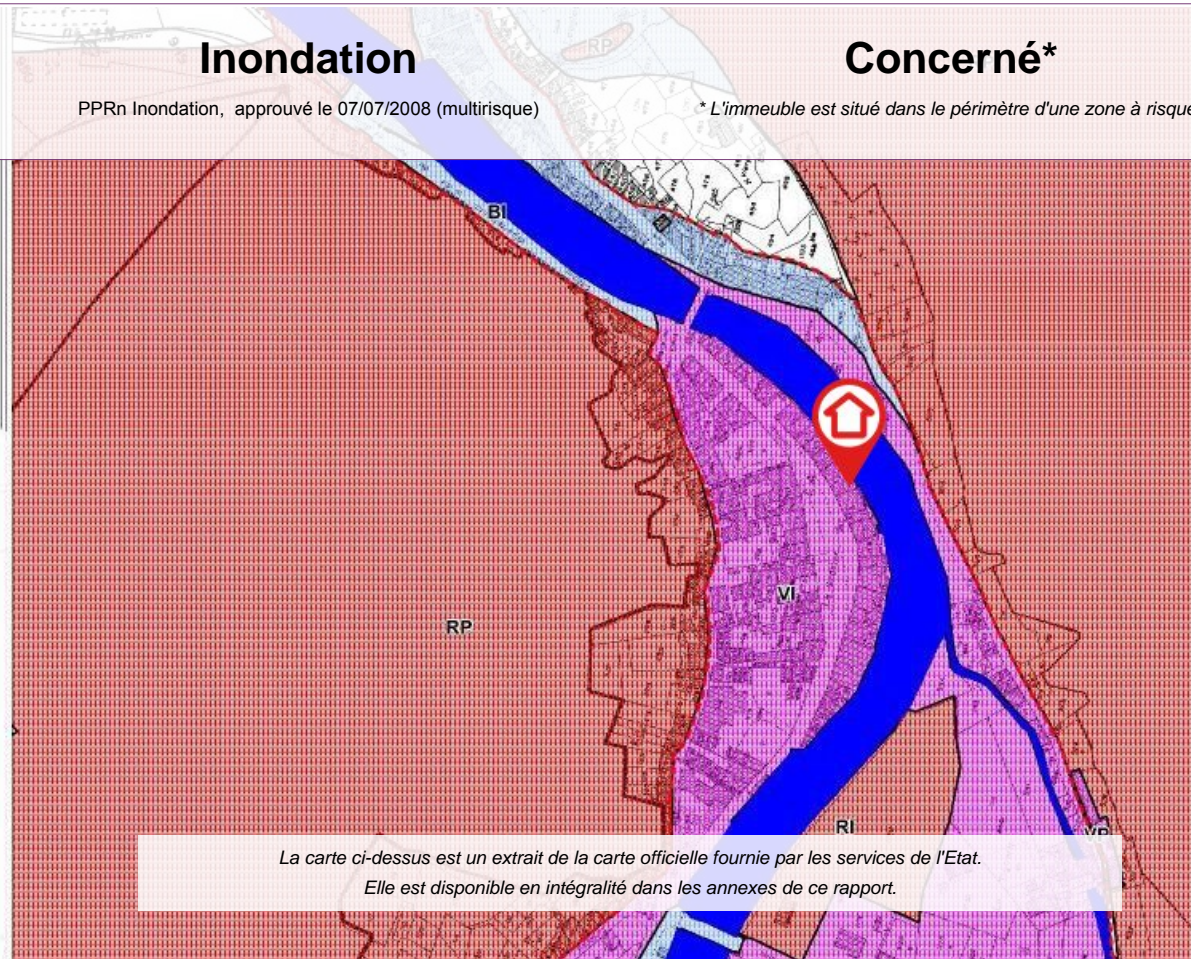 Inondation
Concerné*
PPRn Inondation, approuvé le 07/07/2008 (multirisque)
* L'immeuble est situé dans le périmètre d'une zone à risque
RP
BI
VI
RP
RI
VP
La carte ci-dessus est un extrait de la carte officielle fournie par les services de l'Etat.
Elle est disponible en intégralité dans les annexes de ce rapport.